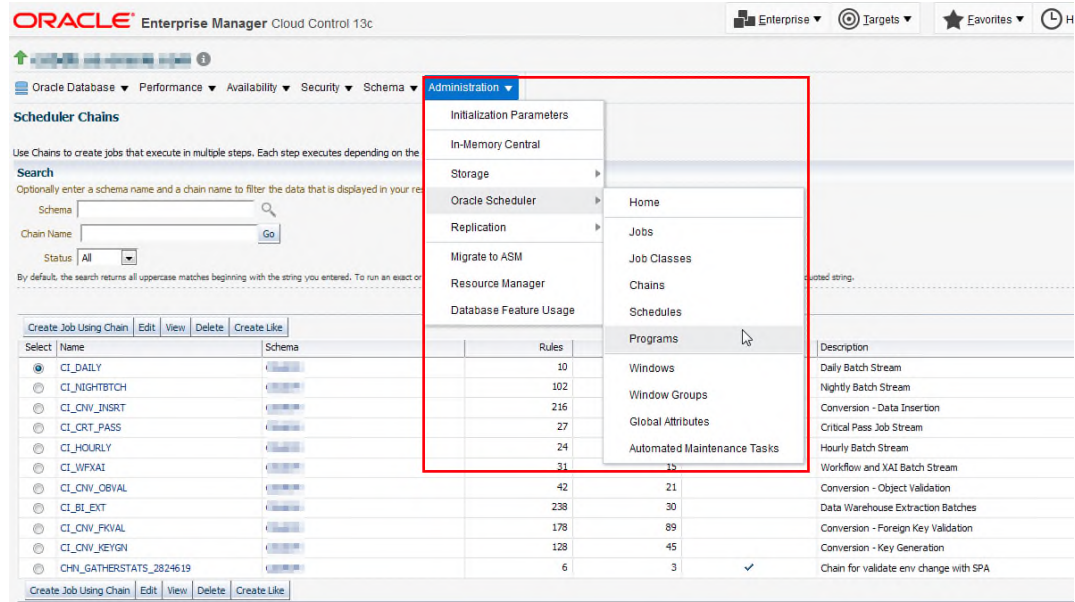 ORACLE® Enterprise Manager Cloud Control 13c
Enterprise ▼ Targets ▼ Favorites ▼ H
Oracle Database ▼ Performance ▼ Availability ▼ Security ▼ Schema ▼ Administration ▼
Scheduler Chains
Use Chains to create jobs that execute in multiple steps. Each step executes depending on the
Search
Optionally enter a schema name and a chain name to filter the data that is displayed in your res
Schema
Chain Name Go
Status All
By default, the search returns all uppercase matches beginning with the string you entered. To run an exact or
uoted string.
Initialization Parameters
In-Memory Central
Storage
Oracle Scheduler
Replication
Migrate to ASM
Resource Manager
Database Feature Usage
Home
Jobs
Job Classes
Chains
Schedules
Programs
Windows
Window Groups
Global Attributes
Automated Maintenance Tasks
Create Job Using Chain Edit View Delete Create Like
Select Name Schema Rules Description
CI_DAILY 10 Daily Batch Stream
CI_NIGHTBTCH 102 Nightly Batch Stream
CI_CNV_INSRT 216 Conversion - Data Insertion
CI_CRT_PASS 27 Critical Pass Job Stream
CI_HOURLY 24 Hourly Batch Stream
CI_WFXAI 31 15 Workflow and XAI Batch Stream
CI_CNV_OBVAL 42 21 Conversion - Object Validation
CI_BI_EXT 238 30 Data Warehouse Extraction Batches
CI_CNV_FKVAL 178 89 Conversion - Foreign Key Validation
CI_CNV_KEYGN 128 45 Conversion - Key Generation
CHN_GATHERSTATS_2824619 6 3 ✓ Chain for validate env change with SPA
Create Job Using Chain Edit View Delete Create Like